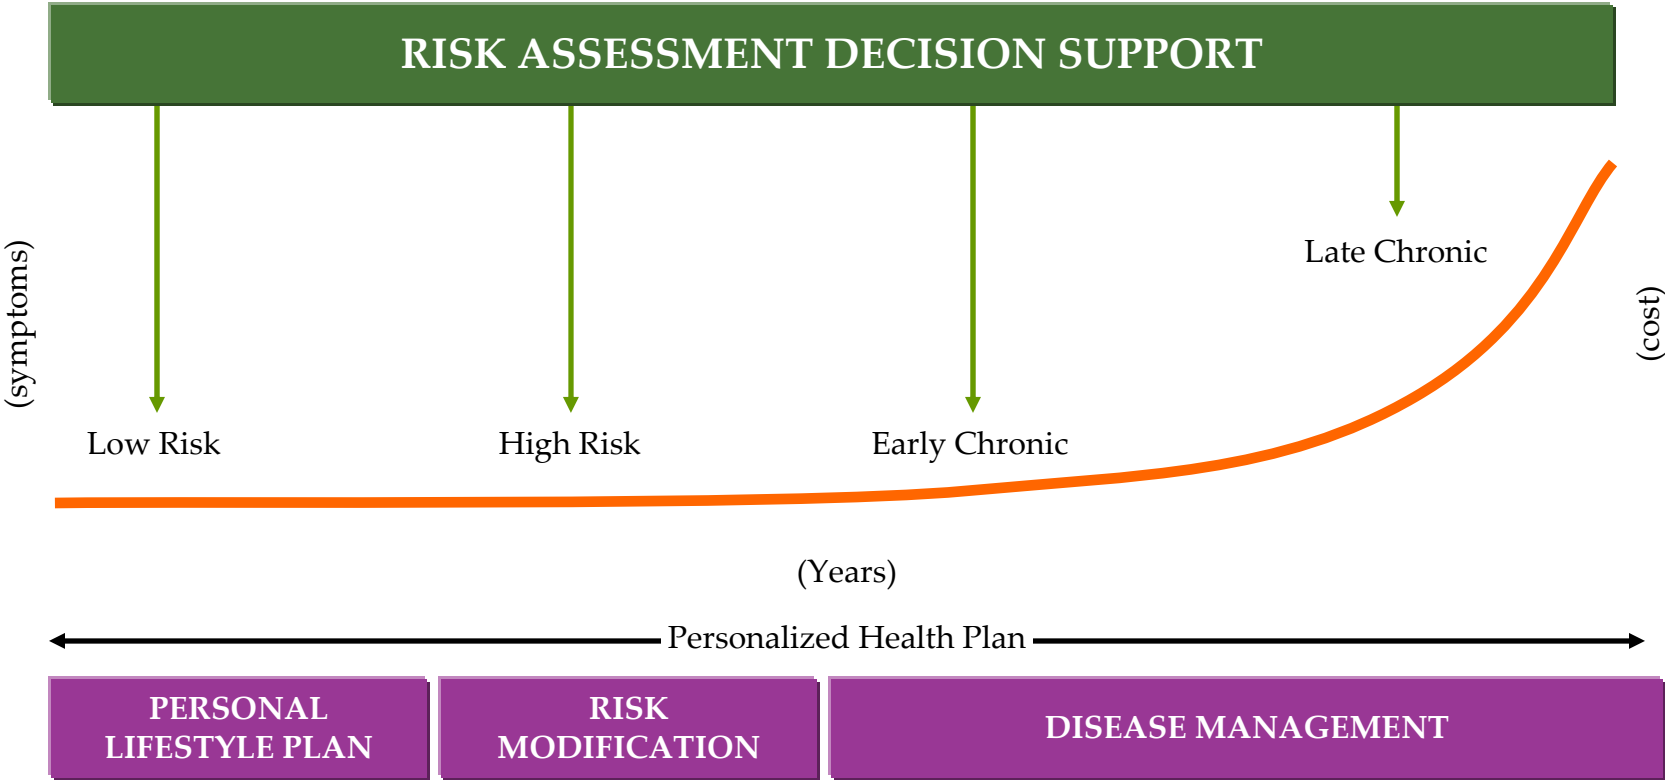 RISK ASSESSMENT DECISION SUPPORT
Late Chronic
(symptoms)
(cost)
Low Risk
High Risk
Early Chronic
(Years)
Personalized Health Plan
PERSONAL
LIFESTYLE PLAN
RISK
MODIFICATION
DISEASE MANAGEMENT